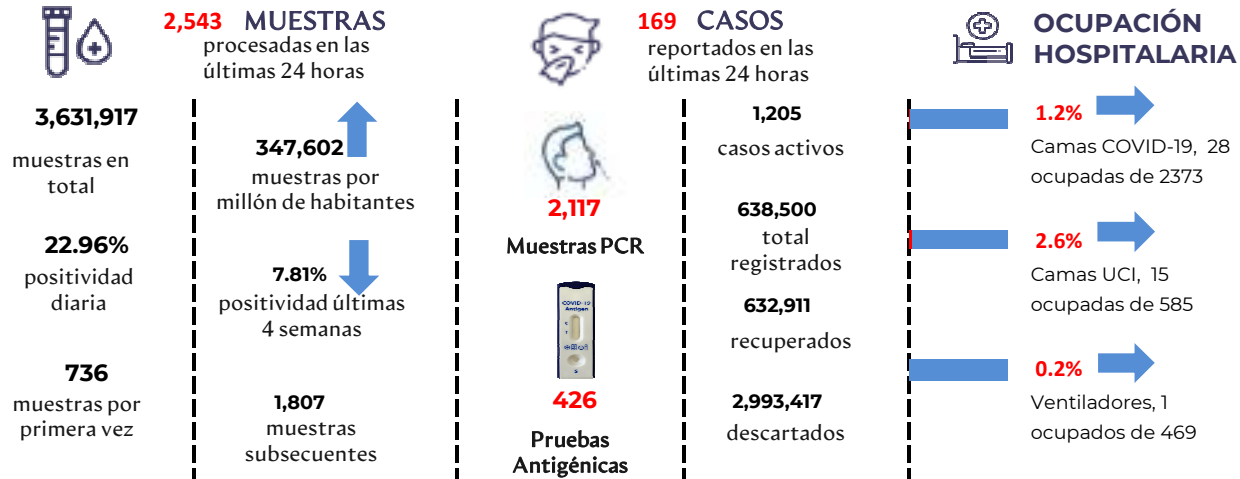 2,543 MUESTRAS
procesadas en las
últimas 24 horas
3,631,917
muestras en
total
22.96%
positividad
diaria
736
muestras por
primera vez
347,602
muestras por
millón de habitantes
7.81%
positividad últimas
4 semanas
1,807
muestras
subsecuentes
169 CASOS
reportados en las
últimas 24 horas
2,117
Muestras PCR
COVID-19
Antigen
C
T
S
426
Pruebas
Antigénicas
1,205
casos activos
638,500
total
registrados
632,911
recuperados
2,993,417
descartados
OCUPACIÓN
HOSPITALARIA
1.2%
Camas COVID-19, 28
ocupadas de 2373
2.6%
Camas UCI, 15
ocupadas de 585
0.2%
Ventiladores, 1
ocupados de 469